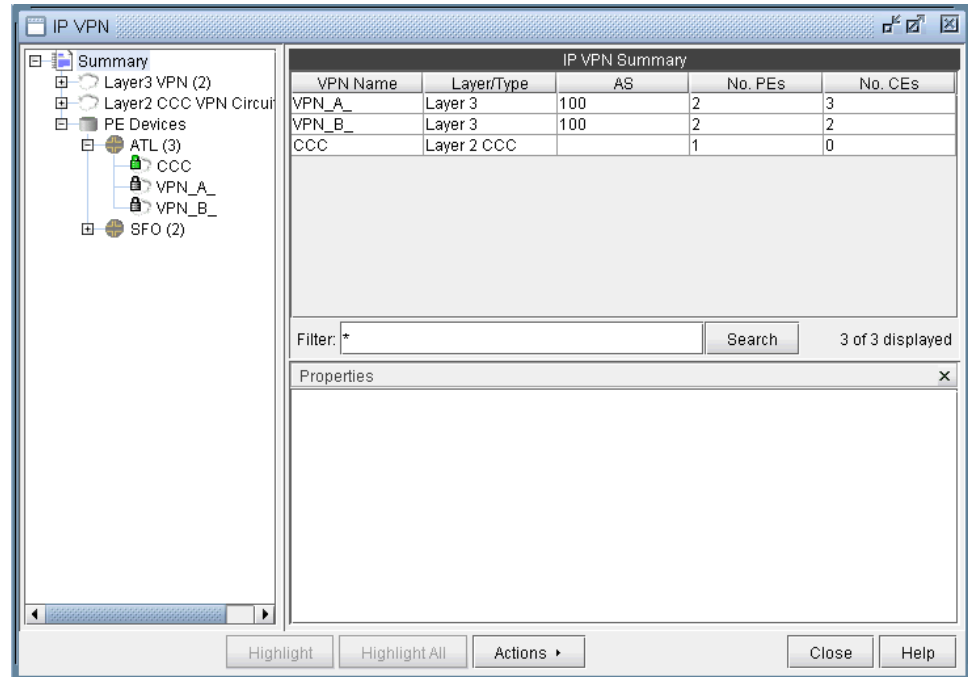 IP VPN
Summary
Layer3 VPN (2)
Layer2 CCC VPN Circuit
PE Devices
ATL (3)
CCC
VPN_A_
VPN_B_
SFO (2)
IP VPN Summary
VPN Name Layer/Type AS No. PEs No. CEs
VPN_A_ Layer 3 100 2 3
VPN_B_ Layer 3 100 2 2
CCC Layer 2 CCC 1 0
Filter: * Search 3 of 3 displayed
Properties
Highlight Highlight All Actions Close Help